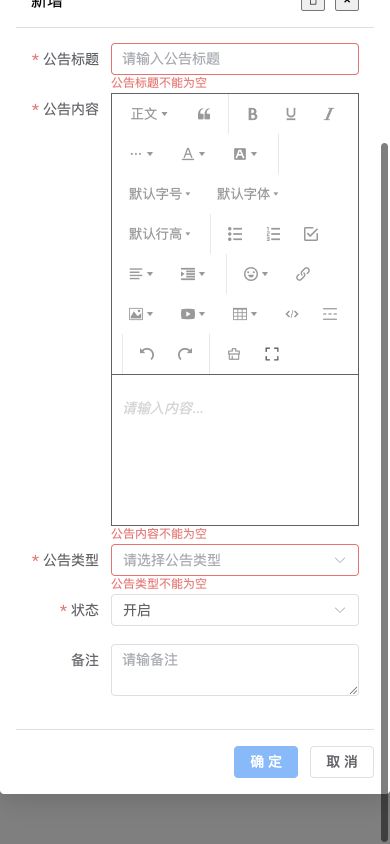 新增
* 公告标题 请输入公告标题
公告标题不能为空
* 公告内容
正文 B U I
... A A
默认字号 默认字体
默认行高
请输入内容...
公告内容不能为空
* 公告类型 请选择公告类型
公告类型不能为空
* 状态 开启
备注 请输备注
确 定 取 消